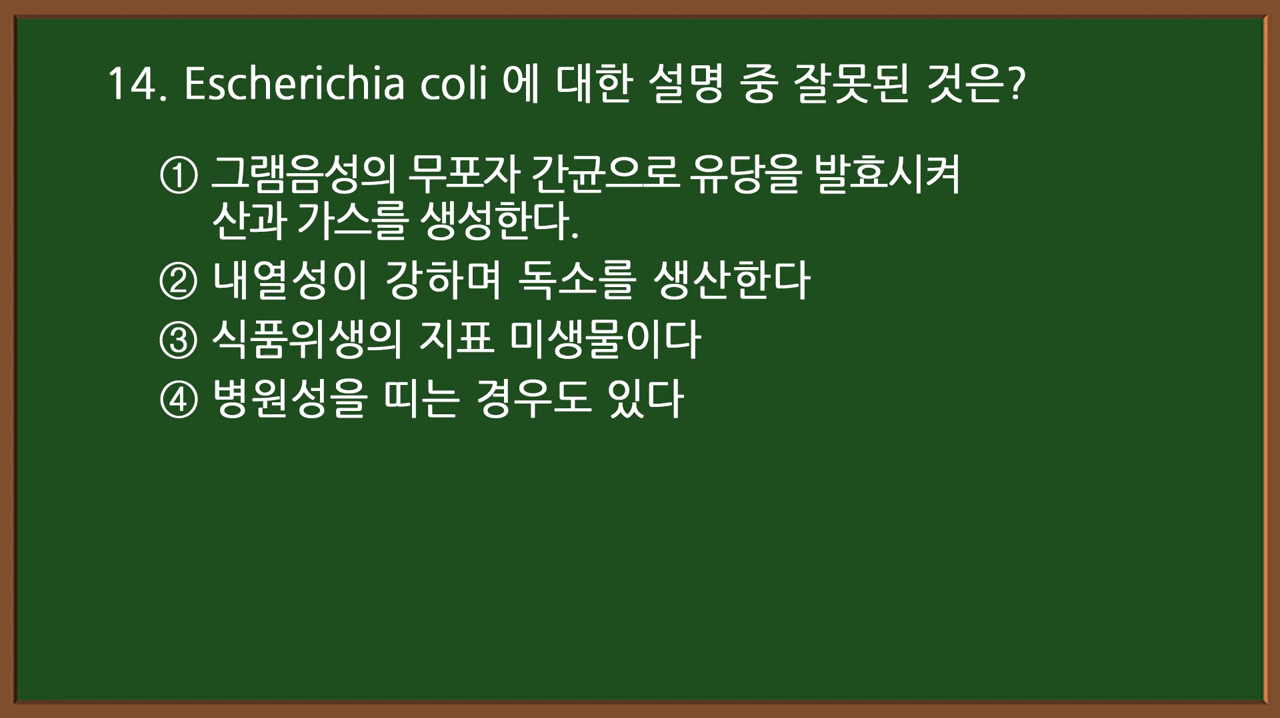 14. Escherichia coli 에 대한 설명 중 잘못된 것은?
① 그램음성의 무포자 간균으로 유당을 발효시켜
산과 가스를 생성한다.
② 내열성이 강하며 독소를 생산한다
③ 식품위생의 지표 미생물이다
④ 병원성을 띠는 경우도 있다